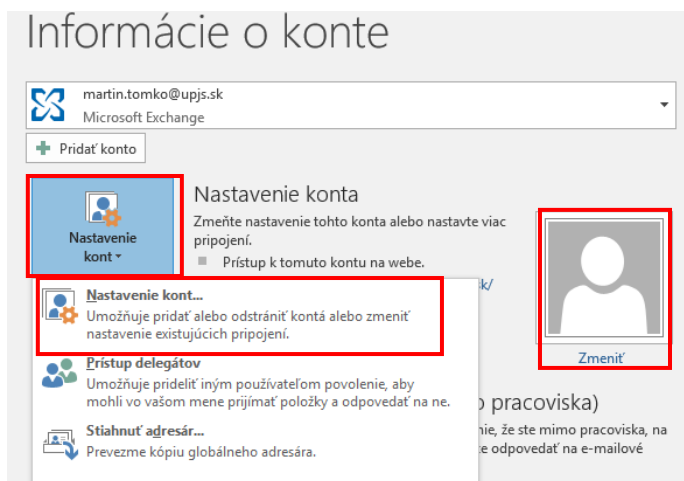 Informácie o konte
martin.tomko@upjs.sk
Microsoft Exchange
Pridať konto
Nastavenie
kont
Nastavenie konta
Zmeňte nastavenie tohto konta alebo nastavte viac
pripojení.
Prístup k tomuto kontu na webe.
sk/
Zmeniť
Nastavenie kont...
Umožňuje pridať alebo odstrániť kontá alebo zmeniť
nastavenie existujúcich pripojení.
Prístup delegátov
Umožňuje prideliť iným používateľom povolenie, aby
mohli vo vašom mene prijímať položky a odpovedať na ne.
Stiahnuť adresár...
Prevezme kópiu globálneho adresára.
pracoviska)
nie, že ste mimo pracoviska, na
odpovedať na e-mailové